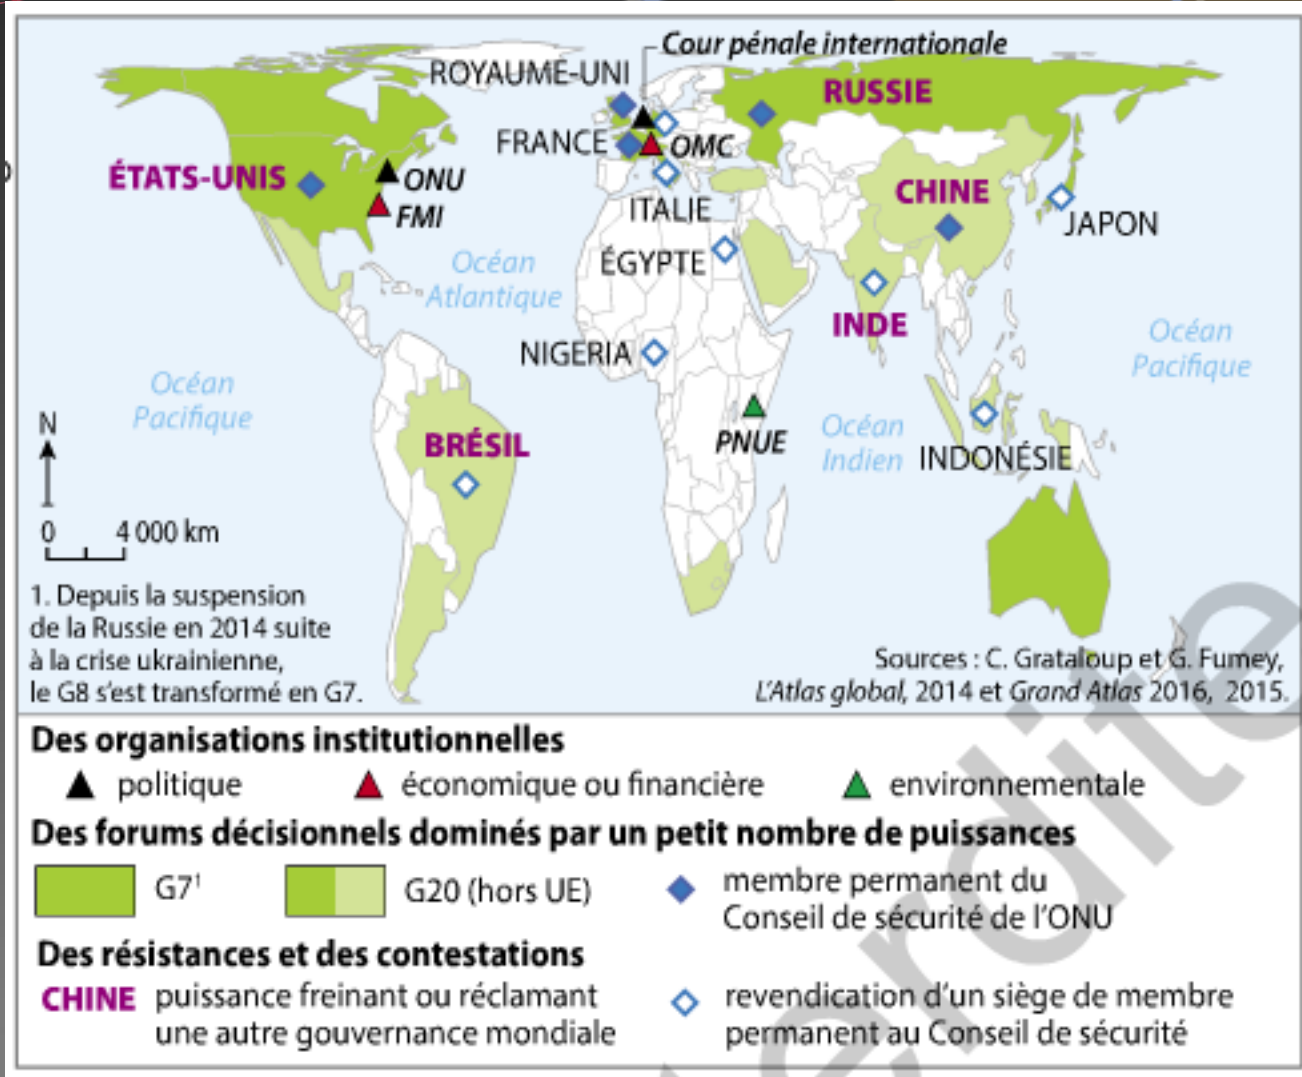 Cour pénale internationale
ROYAUME-UNI
RUSSIE
FRANCE
OMC
ÉTATS-UNIS
ONU
FMI
CHINE
ITALIE
JAPON
ÉGYPTE
Océan
Atlantique
INDE
NIGERIA
Océan
Pacifique
Océan
Pacifique
N
BRÉSIL
PNUE
Océan
Indien
INDONÉSIE
0 4 000 km
1. Depuis la suspension
de la Russie en 2014 suite
à la crise ukrainienne,
le G8 s'est transformé en G7.
Sources : C. Grataloup et G. Fumey,
L'Atlas global, 2014 et Grand Atlas 2016, 2015.
Des organisations institutionnelles
politique
économique ou financière
environnementale
Des forums décisionnels dominés par un petit nombre de puissances
G7¹
G20 (hors UE)
membre permanent du
Conseil de sécurité de l'ONU
Des résistances et des contestations
CHINE puissance freinant ou réclamant
une autre gouvernance mondiale
revendication d'un siège de membre
permanent au Conseil de sécurité